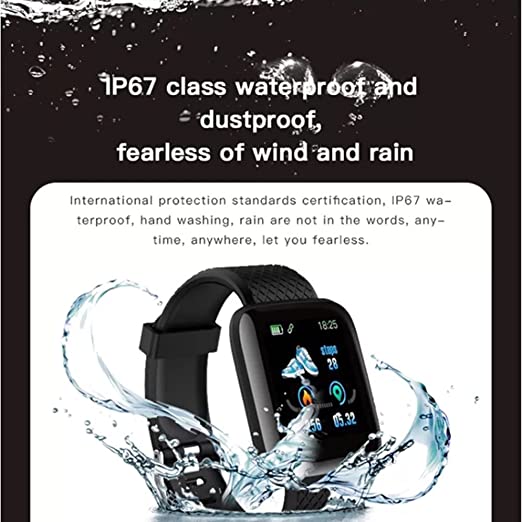 IP67 class waterproof and
dustproof,
fearless of wind and rain
International protection standards certification, IP67 wa-
terproof, hand washing, rain are not in the words, any-
time, anywhere, let you fearless.
18:25
steps
28
.56 05.32